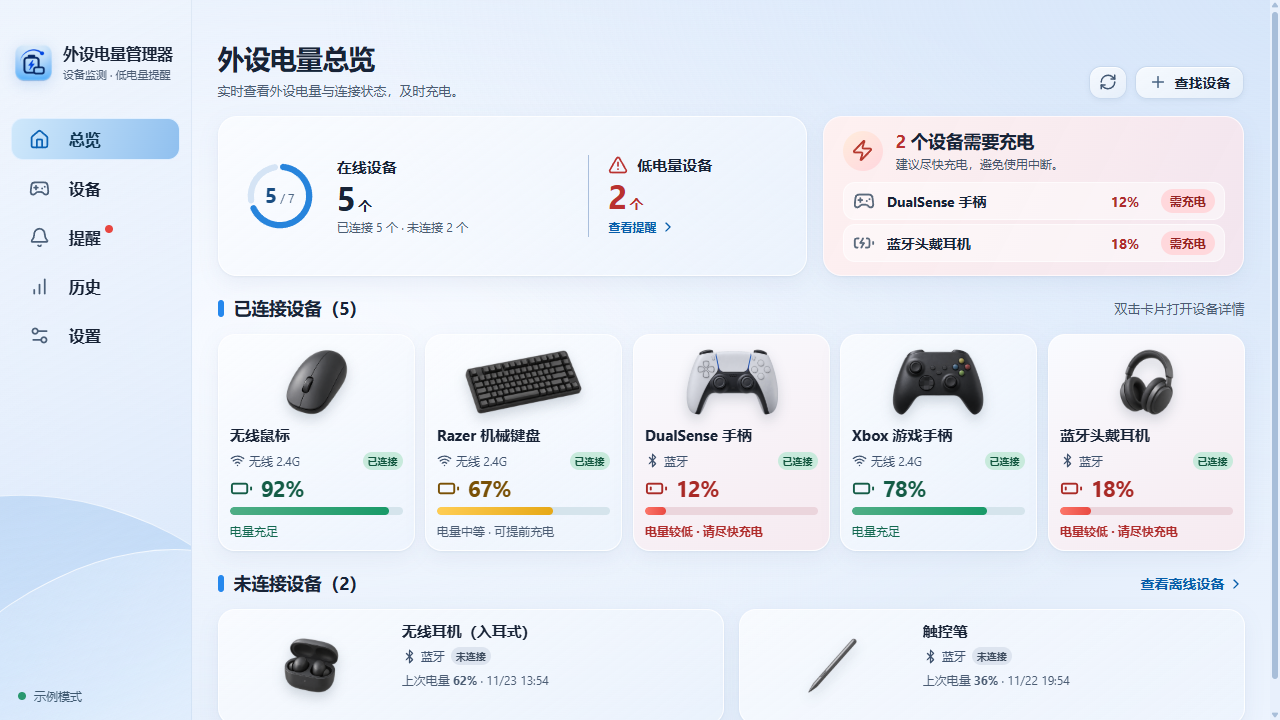 外设电量管理器
设备监测 · 低电量提醒
总览
设备
提醒
历史
设置
示例模式
外设电量总览
实时查看外设电量与连接状态，及时充电。
查找设备
5 / 7
在线设备
5 个
已连接 5 个 · 未连接 2 个
低电量设备
2 个
查看提醒
2 个设备需要充电
建议尽快充电，避免使用中断。
DualSense 手柄 12% 需充电
蓝牙头戴耳机 18% 需充电
已连接设备（5）
双击卡片打开设备详情
无线鼠标
无线 2.4G 已连接
92%
电量充足
Razer 机械键盘
无线 2.4G 已连接
67%
电量中等 · 可提前充电
DualSense 手柄
蓝牙 已连接
12%
电量较低 · 请尽快充电
Xbox 游戏手柄
无线 2.4G 已连接
78%
电量充足
蓝牙头戴耳机
蓝牙 已连接
18%
电量较低 · 请尽快充电
未连接设备（2）
查看离线设备
无线耳机（入耳式）
蓝牙 未连接
上次电量 62% · 11/23 13:54
触控笔
蓝牙 未连接
上次电量 36% · 11/22 19:54